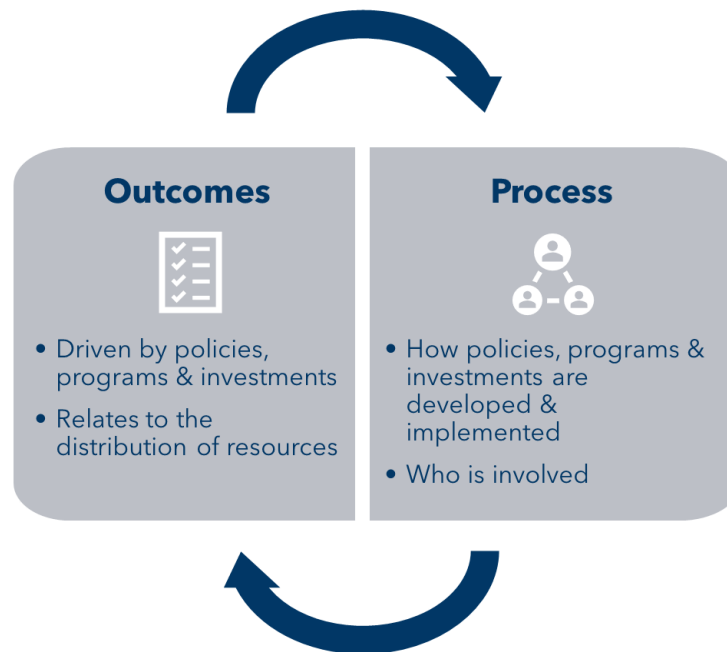 Outcomes
• Driven by policies,
programs & investments
• Relates to the
distribution of resources
Process
• How policies, programs &
investments are
developed &
implemented
• Who is involved